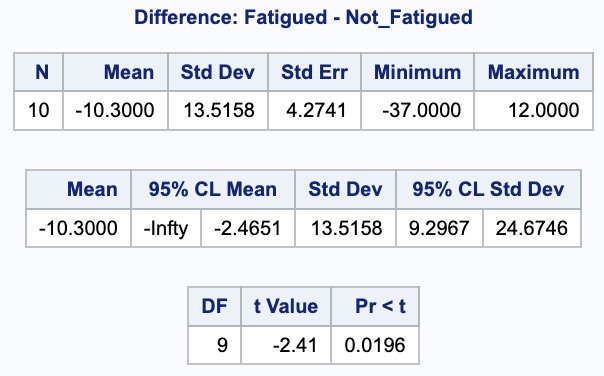 Difference: Fatigued - Not_Fatigued
N Mean Std Dev Std Err Minimum Maximum
10 -10.3000 13.5158 4.2741 -37.0000 12.0000
Mean 95% CL Mean Std Dev 95% CL Std Dev
-10.3000 -Infty -2.4651 13.5158 9.2967 24.6746
DF t Value Pr < t
9 -2.41 0.0196